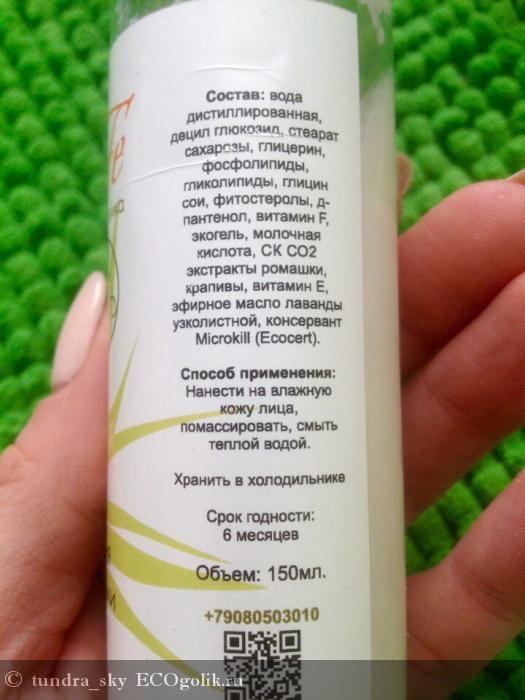 Состав: вода
дистиллированная,
децил глюкозид, стеарат
сахарозы, глицерин,
фосфолипиды,
гликолипиды, глицин
сои, фитостеролы, д-
пантенол, витамин F,
экогель, молочная
кислота, СК СО2
экстракты ромашки,
крапивы, витамин Е,
эфирное масло лаванды
узколистной, консервант
Microkill (Ecocert).
Способ применения:
Нанести на влажную
кожу лица,
помассировать, смыть
теплой водой.
Хранить в холодильнике
Срок годности:
6 месяцев
Объем: 150мл.
+79080503010
© tundra_sky ECOgolik.ru